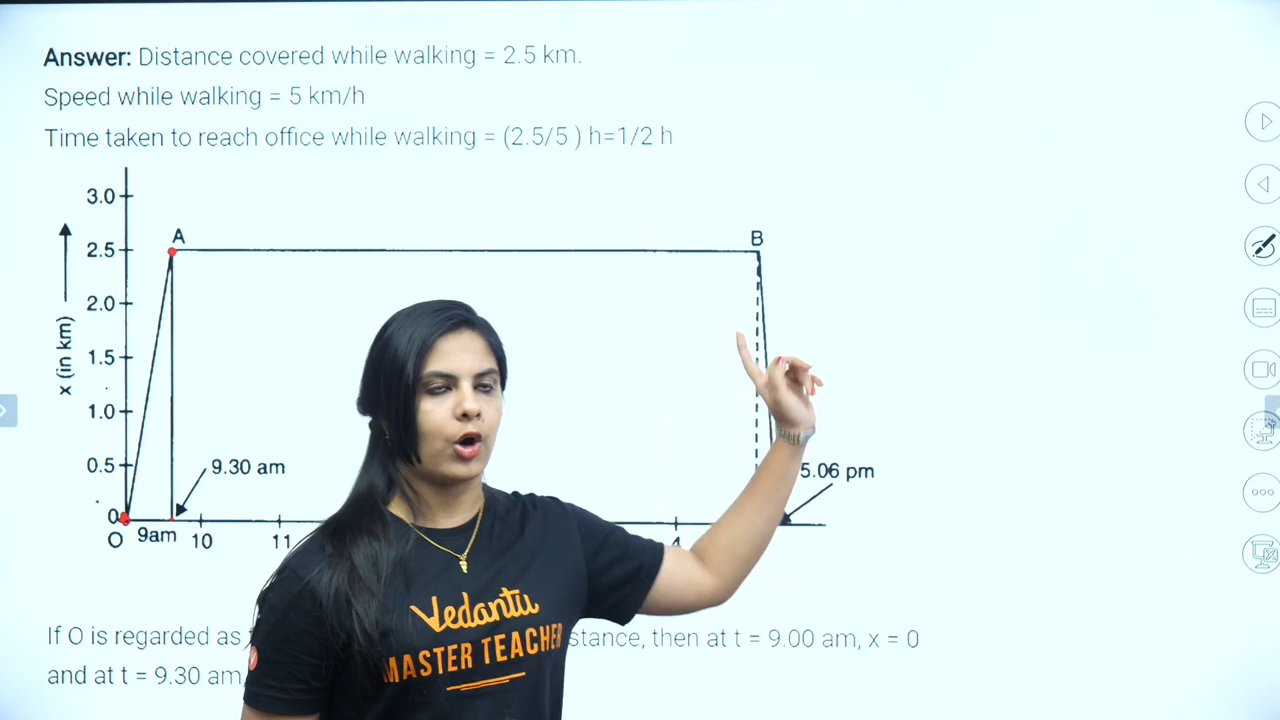 Answer: Distance covered while walking = 2.5 km.
Speed while walking = 5 km/h
Time taken to reach office while walking = (2.5/5 ) h=1/2 h
3.0
A
B
2.5
2.0
1.5
x (in km)
1.0
0.5
9.30 am
5.06 pm
0
O
9am
10
11
4
Vedantu
MASTER TEACHER
If O is regarded as
stance, then at t = 9.00 am, x = 0
and at t = 9.30 am